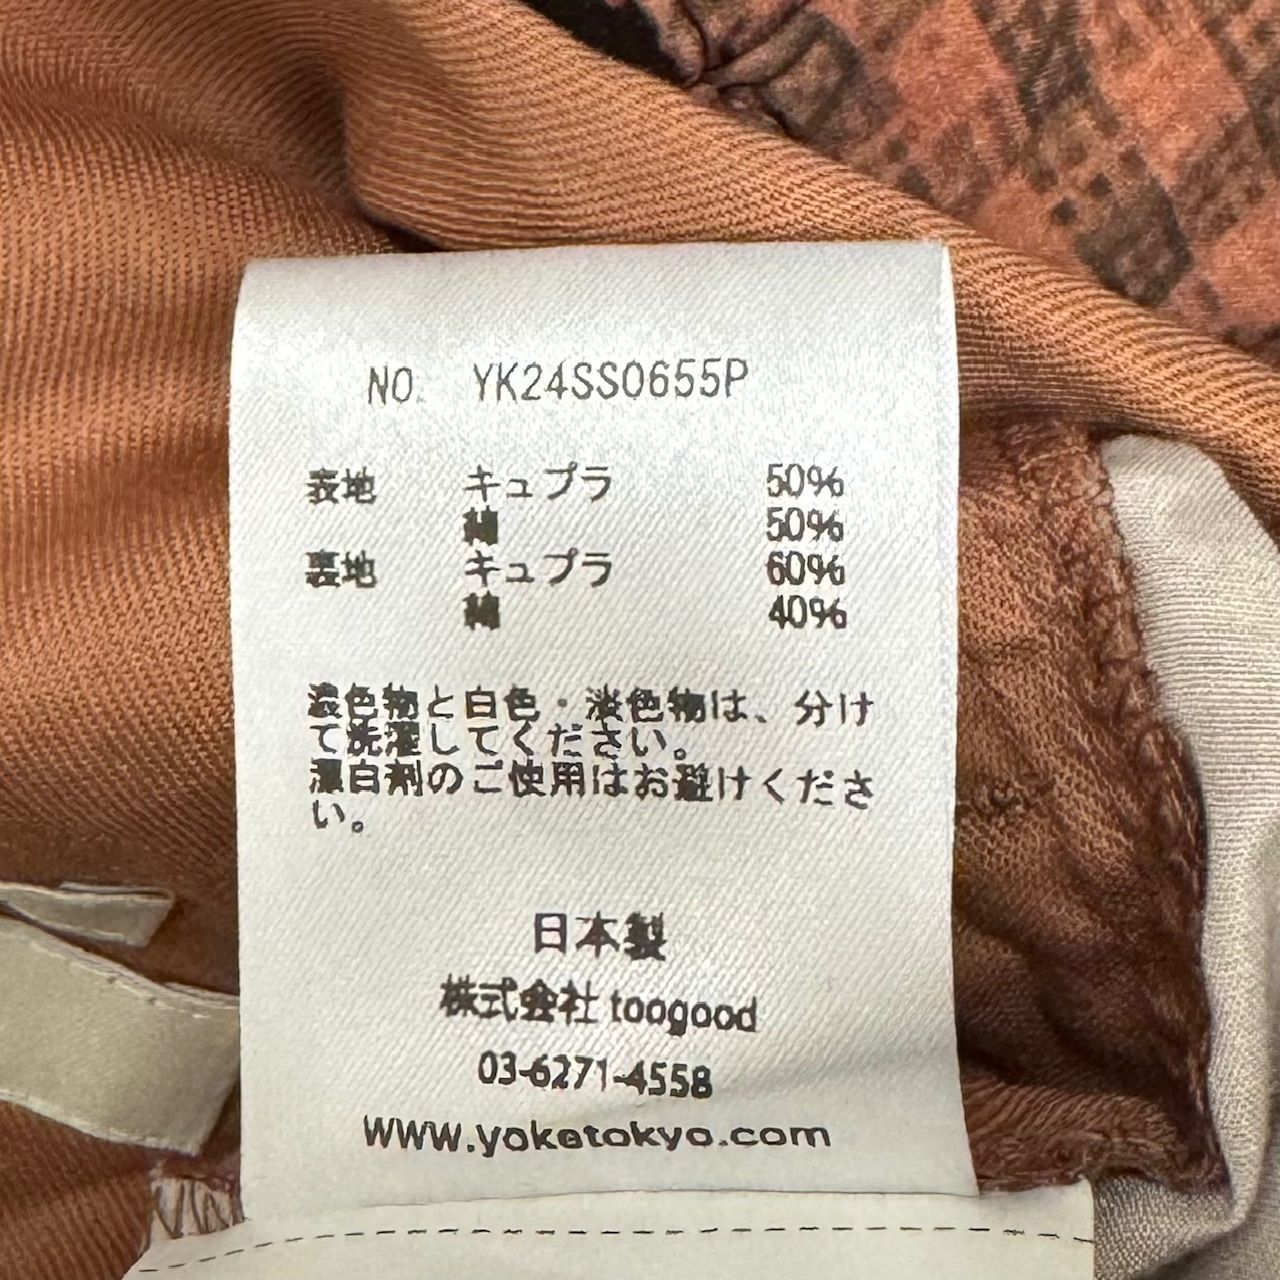 NO. YK24SS0655P
表地 キュプラ 50%
綿 50%
裏地 キュプラ 60%
綿 40%
濃色物と白色・淡色物は、分け
て洗濯してください。
漂白剤のご使用はお避けくださ
い。
日本製
株式会社 toogood
03-6271-4558
www.yoketokyo.com